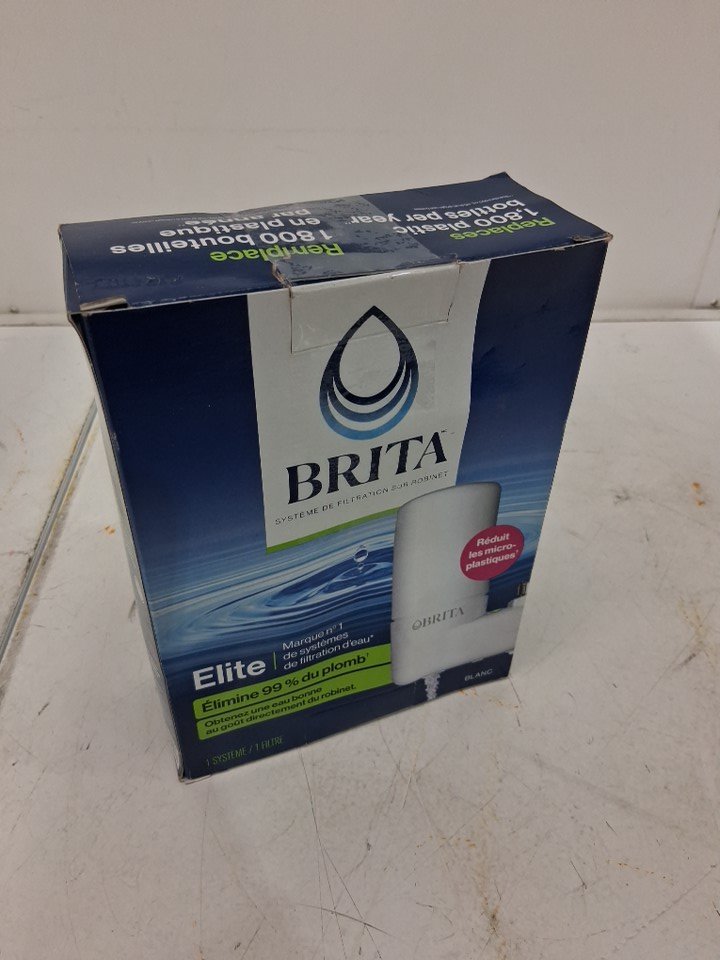 Replaces
1,800 plastic
bottles per year
Remplace
1 800 bouteilles
en plastique
par année
BRITA
SYSTÈME DE FILTRATION SUR ROBINET
Réduit
les micro-
plastiques†
BRITA
Elite
Marque n° 1
de systèmes
de filtration d'eau*
Élimine 99 % du plomb†
Obtenez une eau bonne
au goût directement du robinet.
BLANC
1 SYSTÈME / 1 FILTRE